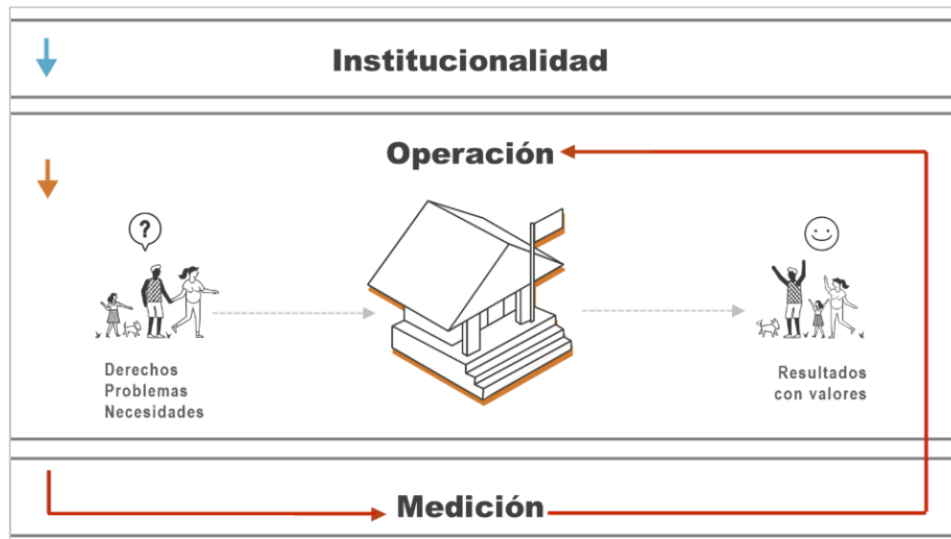 Institucionalidad
Operación
?
Derechos
Problemas
Necesidades
Resultados
con valores
Medición